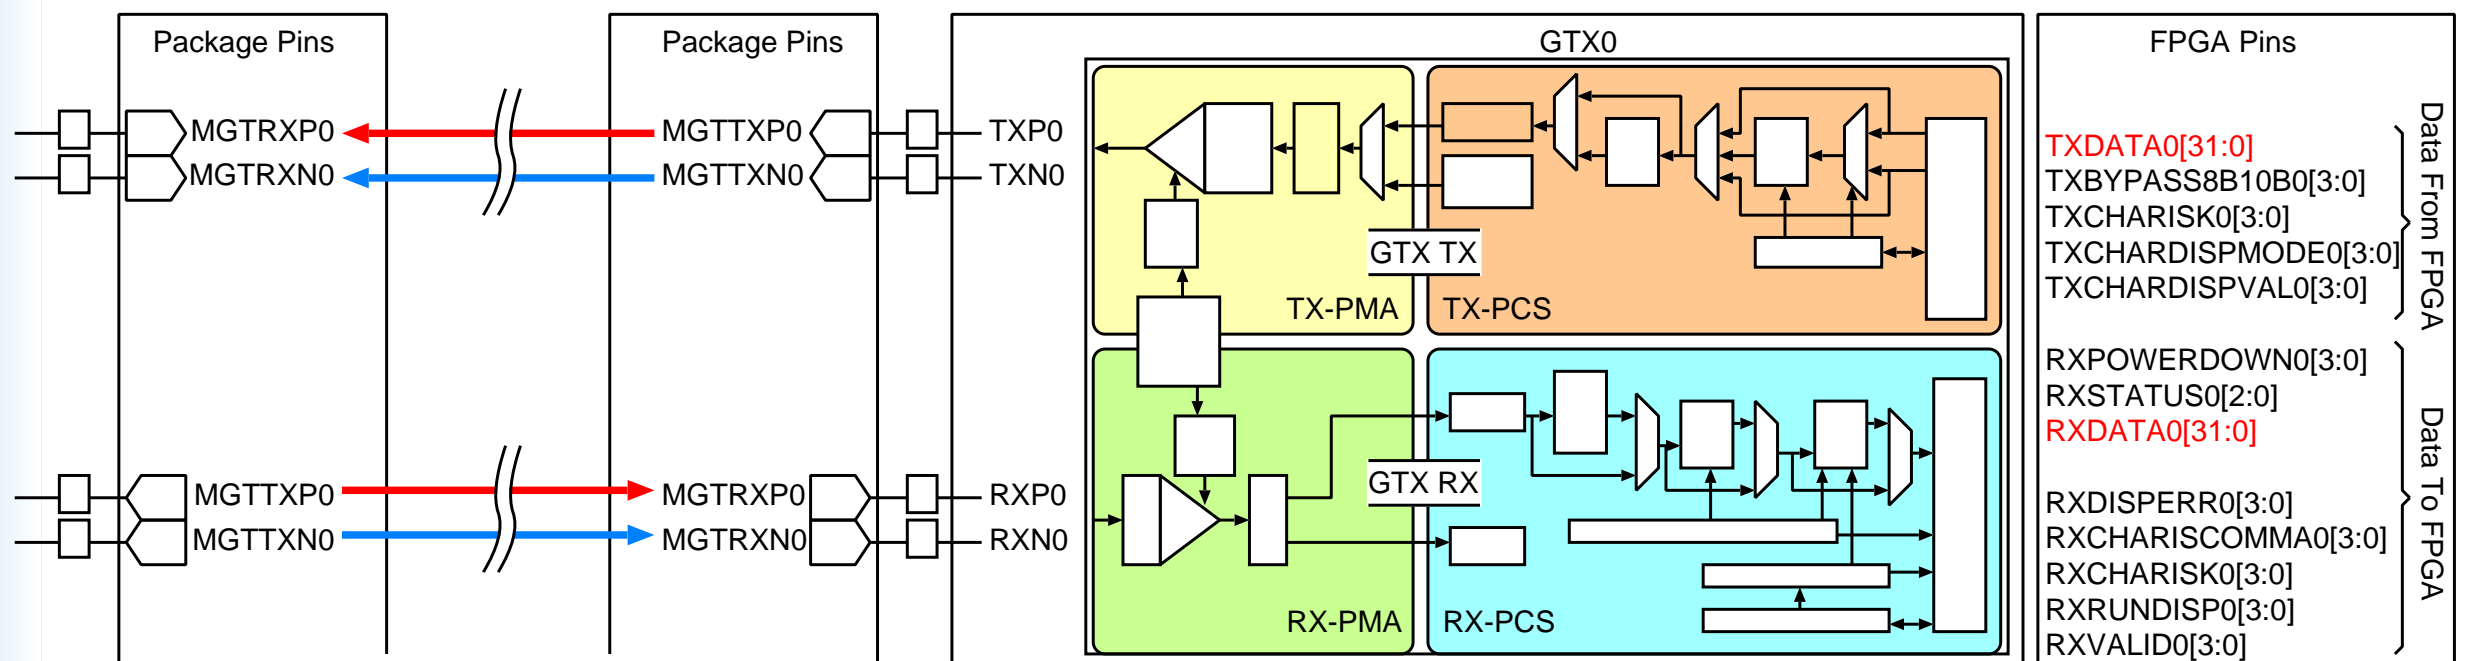 Package Pins
MGTRXP0
MGTRXN0
MGTTXP0
MGTTXN0
Package Pins
MGTTXP0
MGTTXN0
MGTRXP0
MGTRXN0
TXP0
TXN0
RXP0
RXN0
GTX0
GTX TX
TX-PMA
TX-PCS
GTX RX
RX-PMA
RX-PCS
FPGA Pins
TXDATA0[31:0]
TXBYPASS8B10B0[3:0]
TXCHARISK0[3:0]
TXCHARDISPMODE0[3:0]
TXCHARDISPVAL0[3:0]
Data From FPGA
RXPOWERDOWN0[3:0]
RXSTATUS0[2:0]
RXDATA0[31:0]
RXDISPERR0[3:0]
RXCHARISCOMMA0[3:0]
RXCHARISK0[3:0]
RXRUNDISP0[3:0]
RXVALID0[3:0]
Data To FPGA